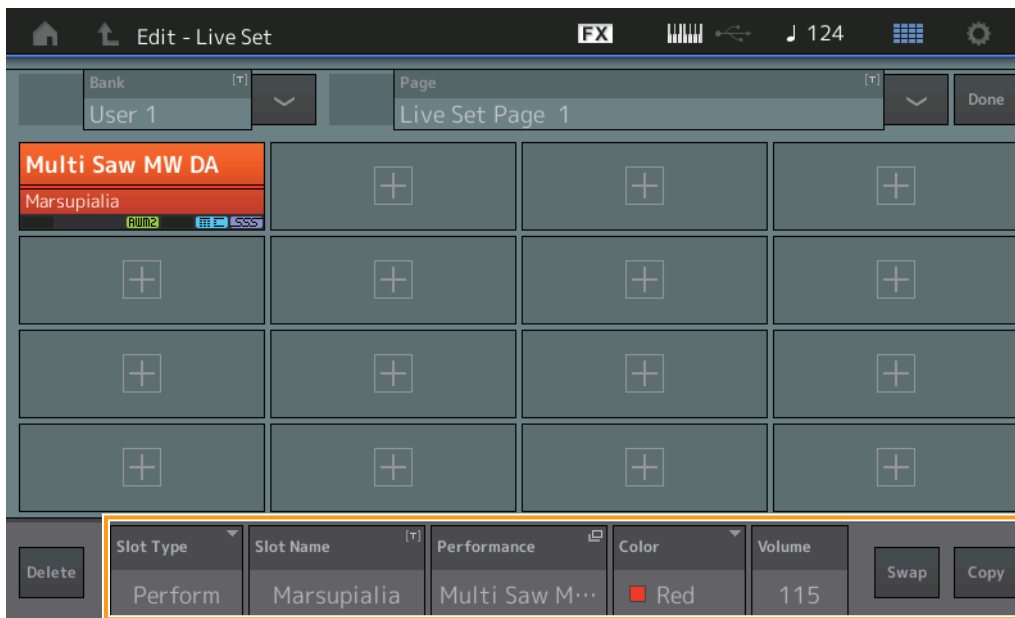 Edit - Live Set
FX
♩ 124
Bank
[T]
Page
[T]
User 1
Live Set Page 1
Done
Multi Saw MW DA
Marsupialia
AWM2
SSS
Slot Type
Slot Name
[T]
Performance
Color
Volume
Delete
Perform
Marsupialia
Multi Saw M···
Red
115
Swap
Copy